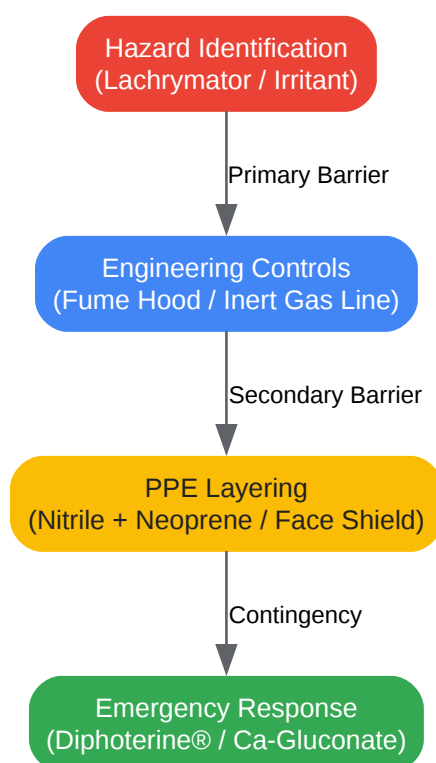 Hazard Identification
(Lachrymator / Irritant)
Primary Barrier
Engineering Controls
(Fume Hood / Inert Gas Line)
Secondary Barrier
PPE Layering
(Nitrile + Neoprene / Face Shield)
Contingency
Emergency Response
(Diphoterine® / Ca-Gluconate)